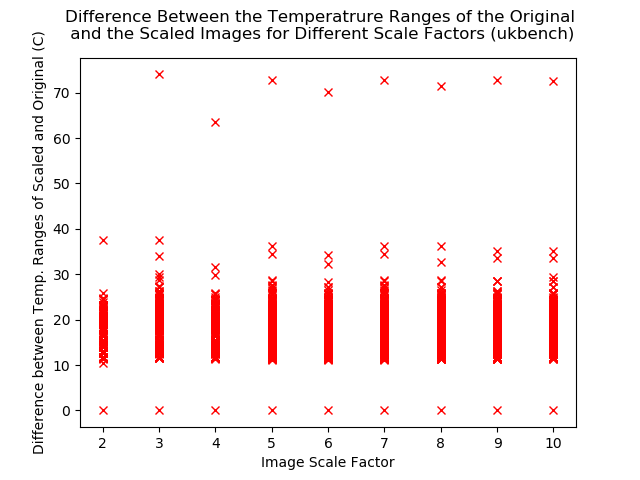 Difference Between the Temperatrure Ranges of the Original
and the Scaled Images for Different Scale Factors (ukbench)
Difference between Temp. Ranges of Scaled and Original (C)
70
60
50
40
30
20
10
0
2 3 4 5 6 7 8 9 10
Image Scale Factor